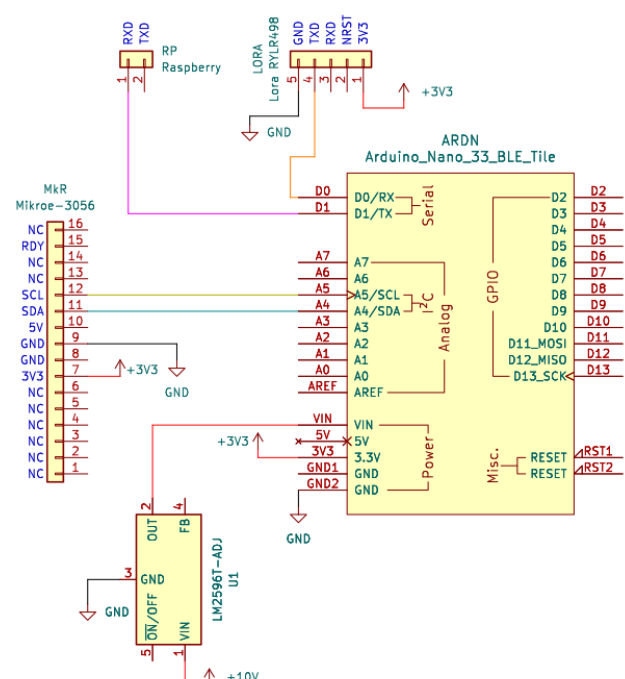 RXD
TXD
RP
Raspberry
1
2
LORA
Lora RYLR498
GND
TXD
RXD
NRST
3V3
5
4
3
2
1
+3V3
GND
ARDN
Arduino_Nano_33_BLE_Tile
MkR
Mikroe-3056
NC 16
RDY 15
NC 14
NC 13
SCL 12
SDA 11
5V 10
GND 9
GND 8
3V3 7
NC 6
NC 5
NC 4
NC 3
NC 2
NC 1
+3V3
GND
D0 D0/RX
D1 D1/TX
Serial
A7 A7
A6 A6
A5 A5/SCL
A4 A4/SDA
I²C
A3 A3
A2 A2
A1 A1
A0 A0
AREF AREF
Analog
VIN VIN
5V 5V
+3V3
3V3 3.3V
GND1 GND
GND2 GND
Power
GND
D2 D2
D3 D3
D4 D4
D5 D5
D6 D6
D7 D7
D8 D8
D9 D9
D10 D10
D11_MOSI D11
D12_MISO D12
D13_SCK D13
GPIO
Misc.
RESET RST1
RESET RST2
2
4
OUT
FB
3 GND
GND
ON/OFF
VIN
5
1
LM2596T-ADJ
U1
+10V